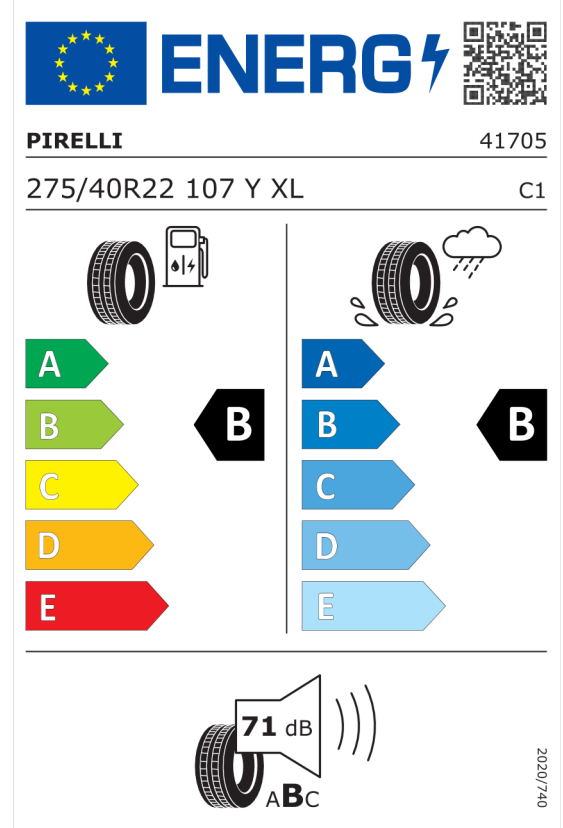 ENERG
PIRELLI 41705
275/40R22 107 Y XL C1
A A
B B B B
C C
D D
E E
71 dB
ABC
2020/740